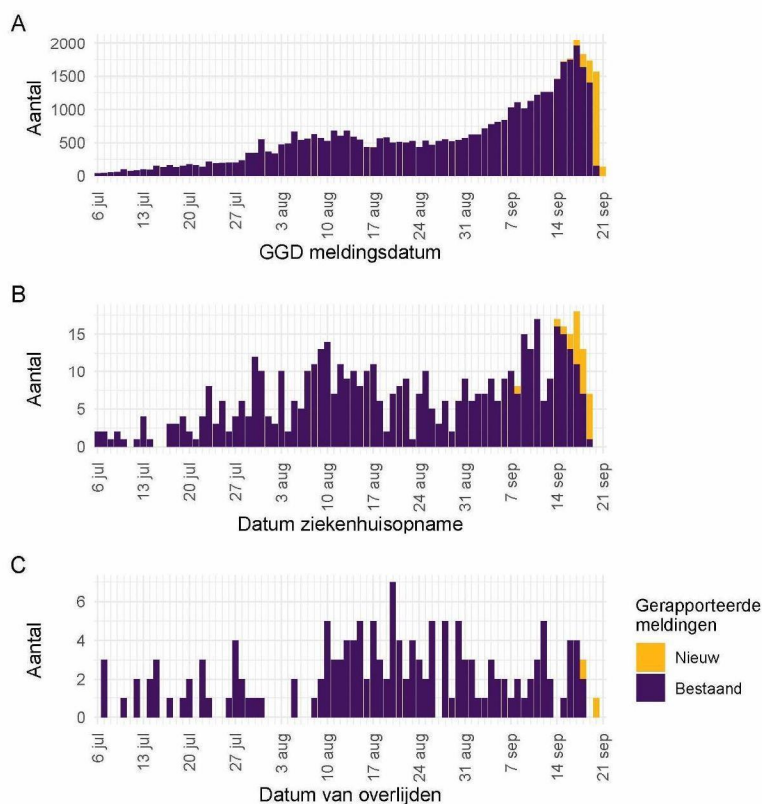 A
Aantal
2000
1500
1000
500
0
6 jul
13 jul
20 jul
27 jul
3 aug
10 aug
17 aug
24 aug
31 aug
7 sep
14 sep
21 sep
GGD meldingsdatum
B
Aantal
15
10
5
0
6 jul
13 jul
20 jul
27 jul
3 aug
10 aug
17 aug
24 aug
31 aug
7 sep
14 sep
21 sep
Datum ziekenhuisopname
C
Aantal
6
4
2
0
6 jul
13 jul
20 jul
27 jul
3 aug
10 aug
17 aug
24 aug
31 aug
7 sep
14 sep
21 sep
Datum van overlijden
Gerapporteerde
meldingen
Nieuw
Bestaand